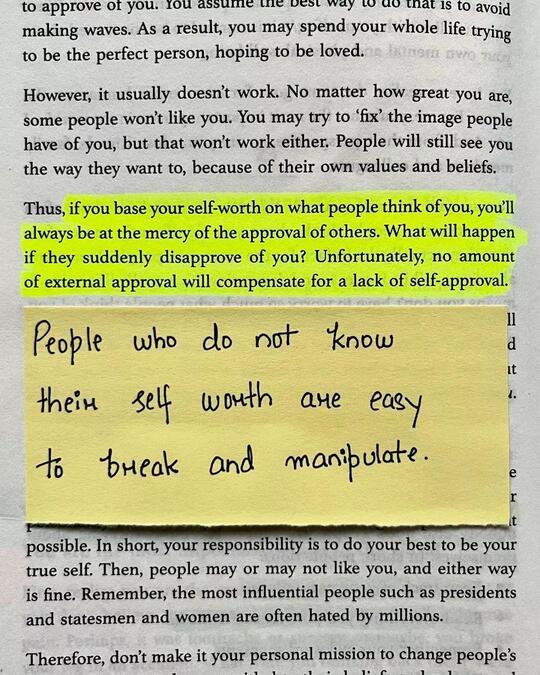 to approve of you. You assume the best way to do that is to avoid
making waves. As a result, you may spend your whole life trying
to be the perfect person, hoping to be loved.
However, it usually doesn't work. No matter how great you are,
some people won't like you. You may try to 'fix' the image people
have of you, but that won't work either. People will still see you
the way they want to, because of their own values and beliefs.
Thus, if you base your self-worth on what people think of you, you'll
always be at the mercy of the approval of others. What will happen
if they suddenly disapprove of you? Unfortunately, no amount
of external approval will compensate for a lack of self-approval.
People who do not know
their self worth are easy
to break and manipulate.
possible. In short, your responsibility is to do your best to be your
true self. Then, people may or may not like you, and either way
is fine. Remember, the most influential people such as presidents
and statesmen and women are often hated by millions.
Therefore, don't make it your personal mission to change people's